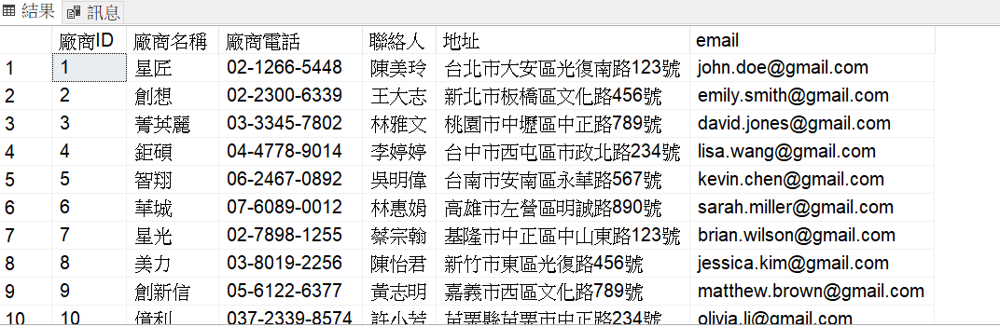 結果 訊息
廠商ID 廠商名稱 廠商電話 聯絡人 地址 email
1 1 星匠 02-1266-5448 陳美玲 台北市大安區光復南路123號 john.doe@gmail.com
2 2 創想 02-2300-6339 王大志 新北市板橋區文化路456號 emily.smith@gmail.com
3 3 菁英麗 03-3345-7802 林雅文 桃園市中壢區中正路789號 david.jones@gmail.com
4 4 鉅碩 04-4778-9014 李婷婷 台中市西屯區市政北路234號 lisa.wang@gmail.com
5 5 智翔 06-2467-0892 吳明偉 台南市安南區永華路567號 kevin.chen@gmail.com
6 6 華城 07-6089-0012 林惠娟 高雄市左營區明誠路890號 sarah.miller@gmail.com
7 7 星光 02-7898-1255 蔡宗翰 基隆市中正區中山東路123號 brian.wilson@gmail.com
8 8 美力 03-8019-2256 陳怡君 新竹市東區光復路456號 jessica.kim@gmail.com
9 9 創新信 05-6122-6377 黃志明 嘉義市西區文化路789號 matthew.brown@gmail.com
10 10 億利 037-2339-8574 許小芳 苗栗縣苗栗市中正路234號 olivia.li@gmail.com